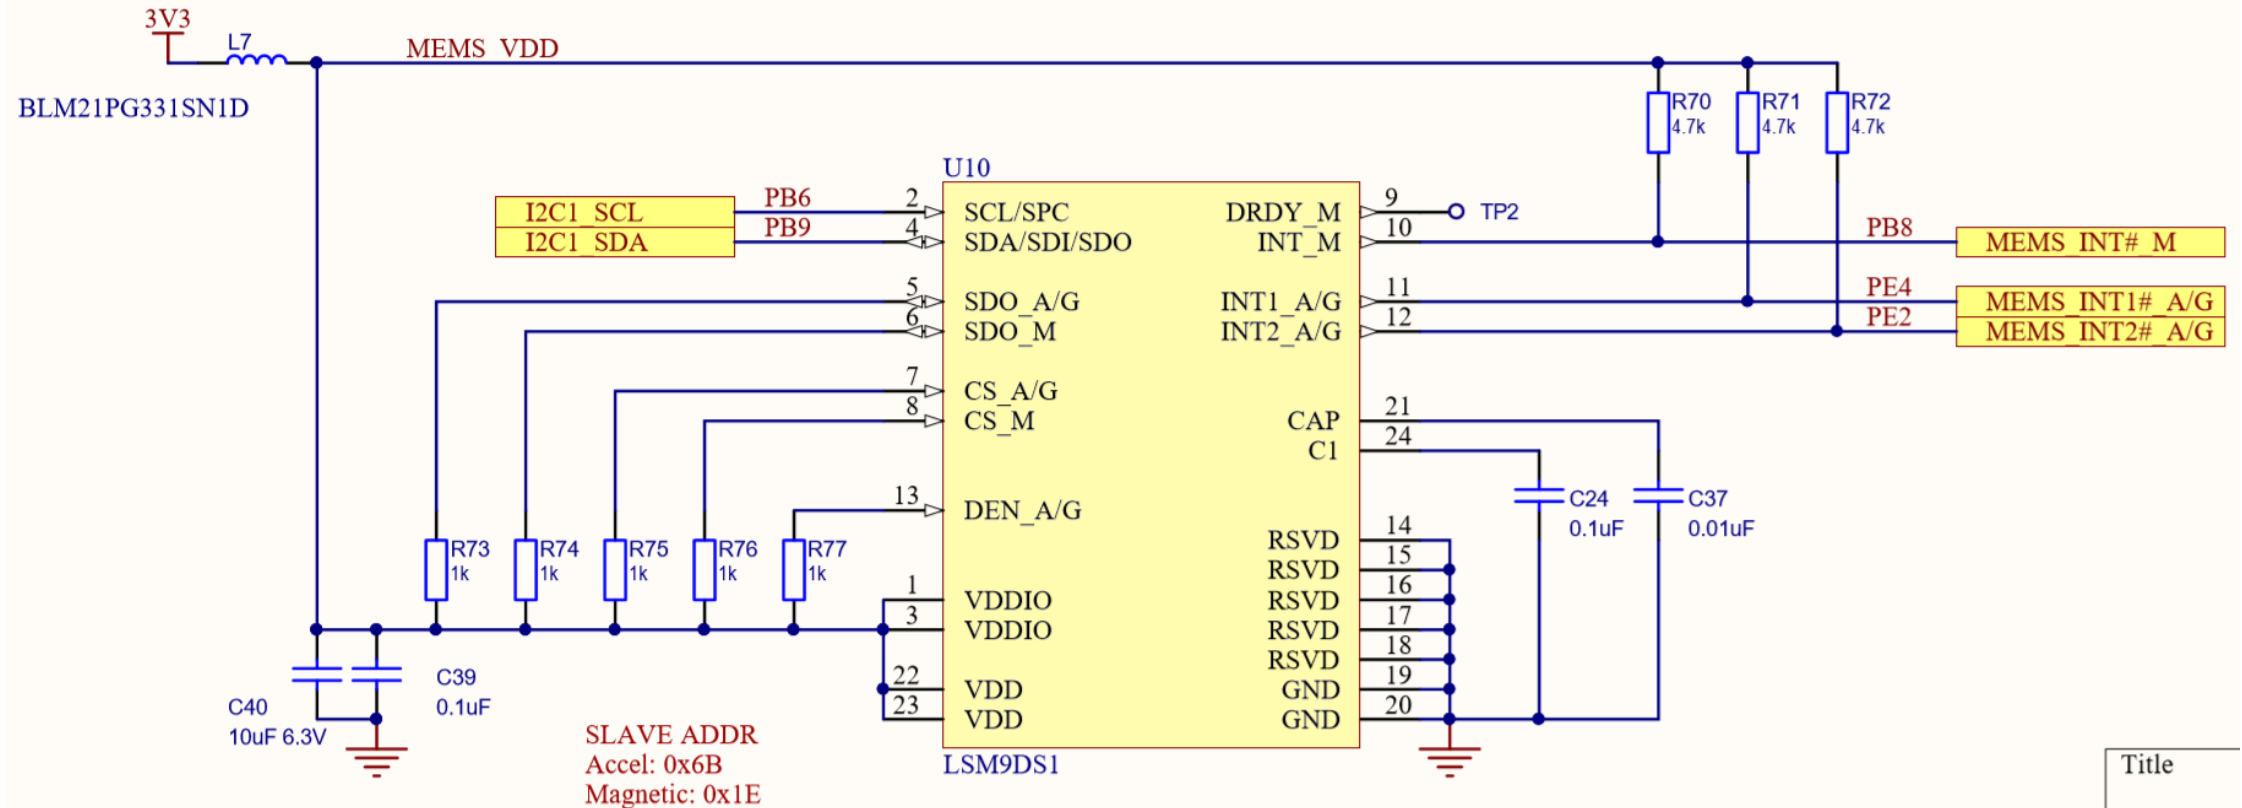 3V3
L7
MEMS_VDD
BLM21PG331SN1D
R70
4.7k
R71
4.7k
R72
4.7k
U10
I2C1_SCL
PB6
2
SCL/SPC
I2C1_SDA
PB9
4
SDA/SDI/SDO
5
SDO_A/G
6
SDO_M
7
CS_A/G
8
CS_M
13
DEN_A/G
1
VDDIO
3
VDDIO
22
VDD
23
VDD
DRDY_M
9
TP2
INT_M
10
PB8
MEMS_INT#_M
INT1_A/G
11
PE4
MEMS_INT1#_A/G
INT2_A/G
12
PE2
MEMS_INT2#_A/G
CAP
21
C1
24
C24
0.1uF
C37
0.01uF
RSVD
14
RSVD
15
RSVD
16
RSVD
17
RSVD
18
GND
19
GND
20
R73
1k
R74
1k
R75
1k
R76
1k
R77
1k
C40
10uF 6.3V
C39
0.1uF
SLAVE ADDR
Accel: 0x6B
Magnetic: 0x1E
LSM9DS1
Title